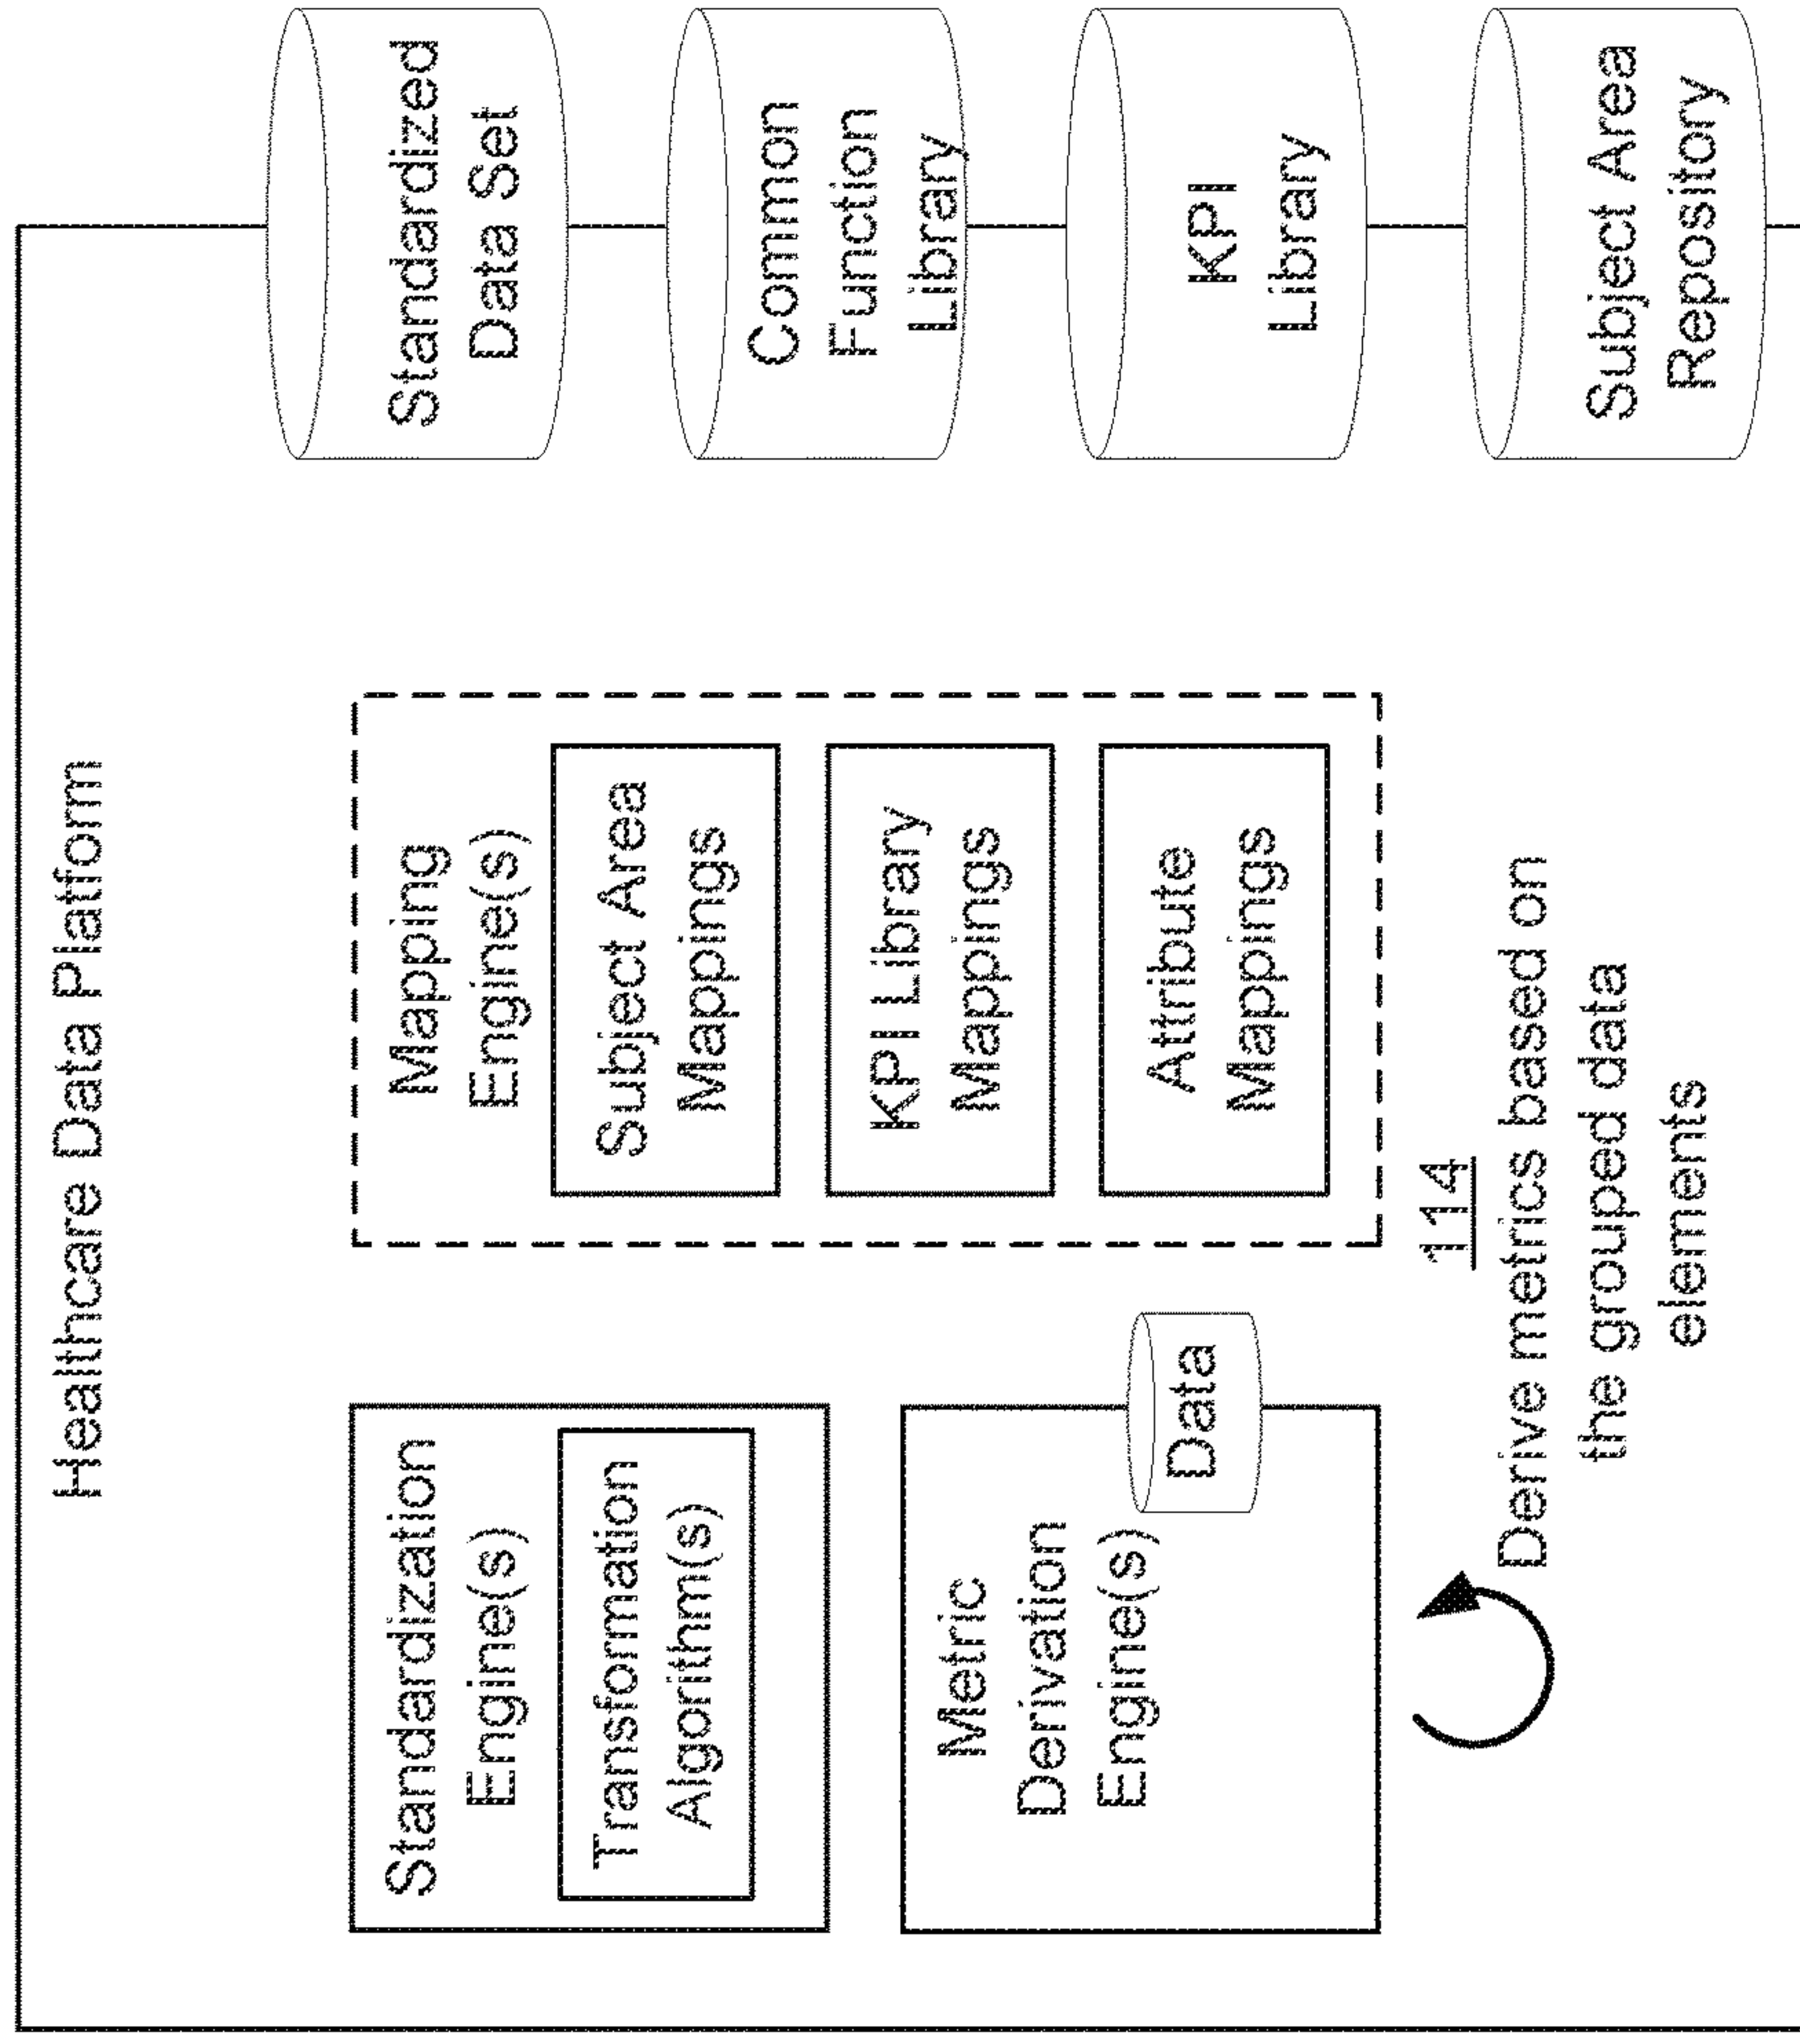 Healthcare Data Platform
Standardization
Engine(s)
Transformation
Algorithm(s)
Mapping
Engine(s)
Subject Area
Mappings
KPI Library
Mappings
Attribute
Mappings
Metric
Derivation
Engine(s)
Data
114
Derive metrics based on
the grouped data
elements
Standardized
Data Set
Common
Function
Library
KPI
Library
Subject Area
Repository